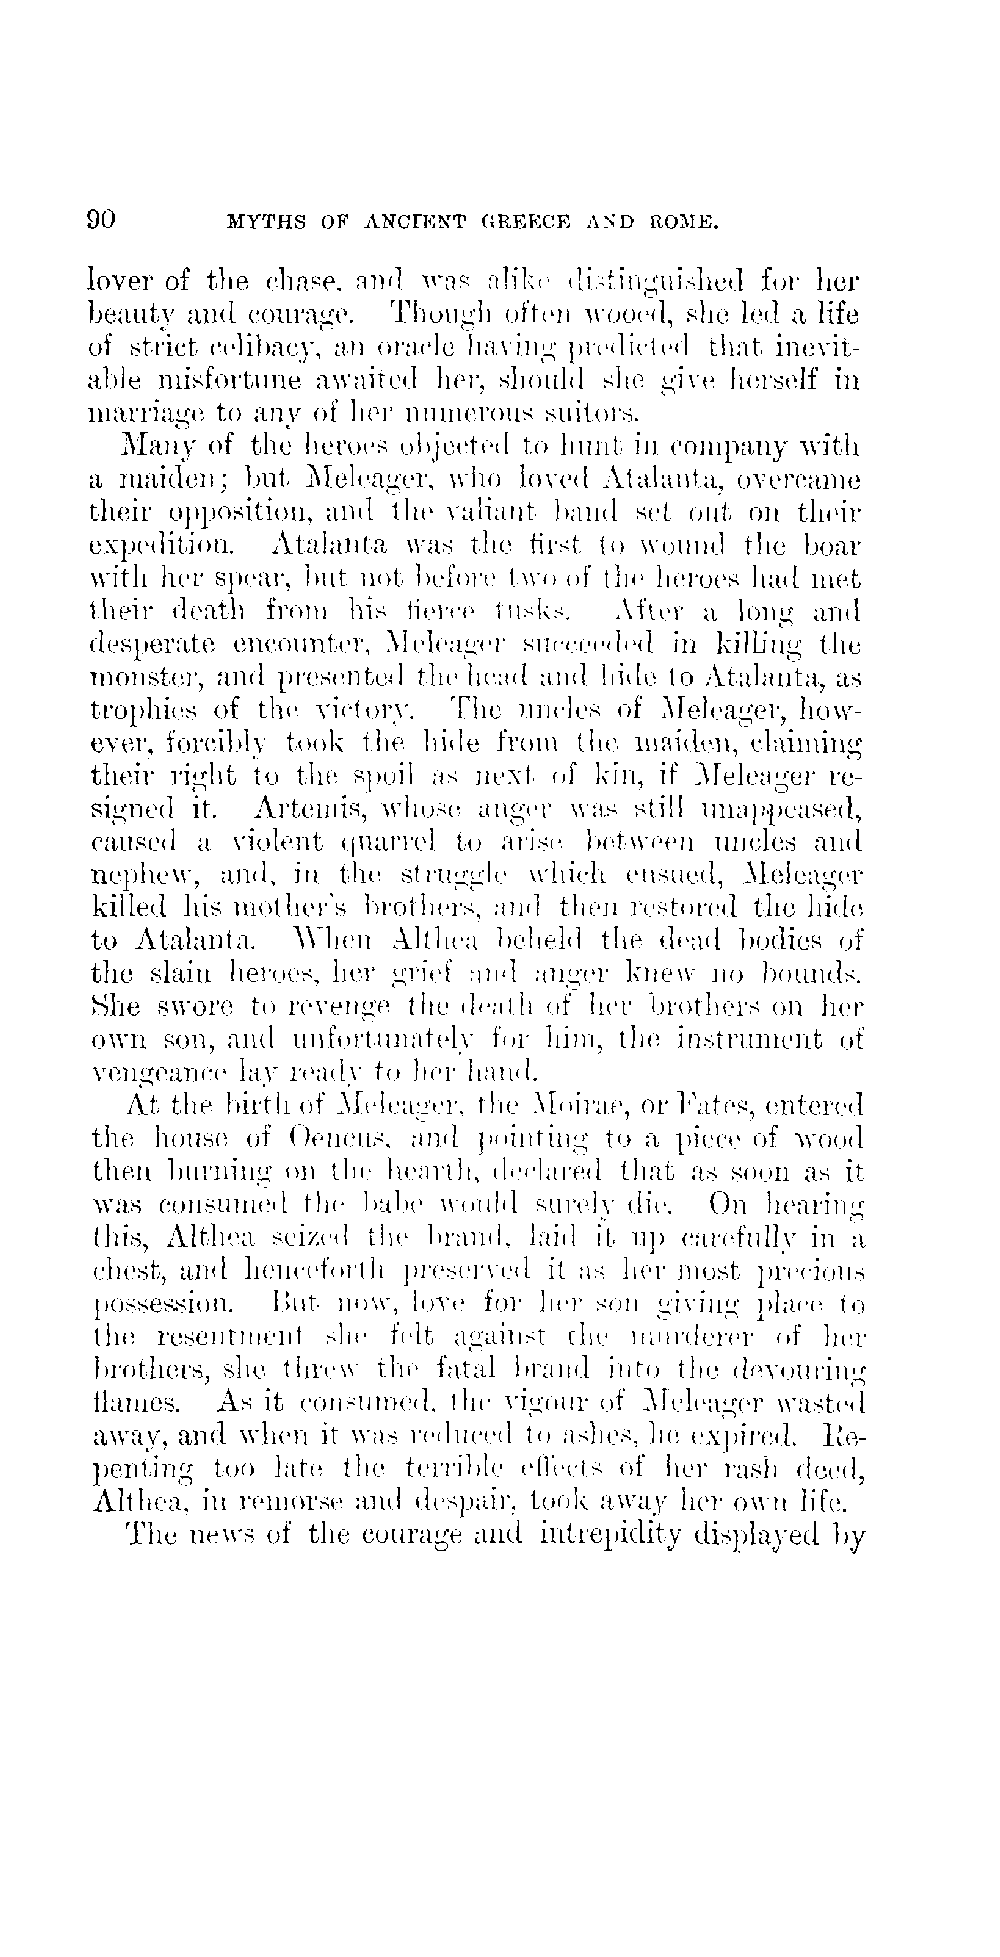 90 MYTHS OF ANCIENT GREECE AND ROME.
lover of the chase, and was alike distinguished for her
beauty and courage. Though often wooed, she led a life
of strict celibacy, an oracle having predicted that inevit-
able misfortune awaited her, should she give herself in
marriage to any of her numerous suitors.
Many of the heroes objected to hunt in company with
a maiden; but Meleager, who loved Atalanta, overcame
their opposition, and the valiant band set out on their
expedition. Atalanta was the first to wound the boar
with her spear, but not before two of the heroes had met
their death from his fierce tusks. After a long and
desperate encounter, Meleager succeeded in killing the
monster, and presented the head and hide to Atalanta, as
trophies of the victory. The uncles of Meleager, how-
ever, forcibly took the hide from the maiden, claiming
their right to the spoil as next of kin, if Meleager re-
signed it. Artemis, whose anger was still unappeased,
caused a violent quarrel to arise between uncles and
nephew, and, in the struggle which ensued, Meleager
killed his mother's brothers, and then restored the hide
to Atalanta. When Althea beheld the dead bodies of
the slain heroes, her grief and anger knew no bounds.
She swore to revenge the death of her brothers on her
own son, and unfortunately for him, the instrument of
vengeance lay ready to her hand.
At the birth of Meleager, the Moirae, or Fates, entered
the house of Oeneus, and pointing to a piece of wood
then burning on the hearth, declared that as soon as it
was consumed the babe would surely die. On hearing
this, Althea seized the brand, laid it up carefully in a
chest, and henceforth preserved it as her most precious
possession. But now, love for her son giving place to
the resentment she felt against the murderer of her
brothers, she threw the fatal brand into the devouring
flames. As it consumed, the vigour of Meleager wasted
away, and when it was reduced to ashes, he expired. Re-
penting too late the terrible effects of her rash deed,
Althea, in remorse and despair, took away her own life.
The news of the courage and intrepidity displayed by